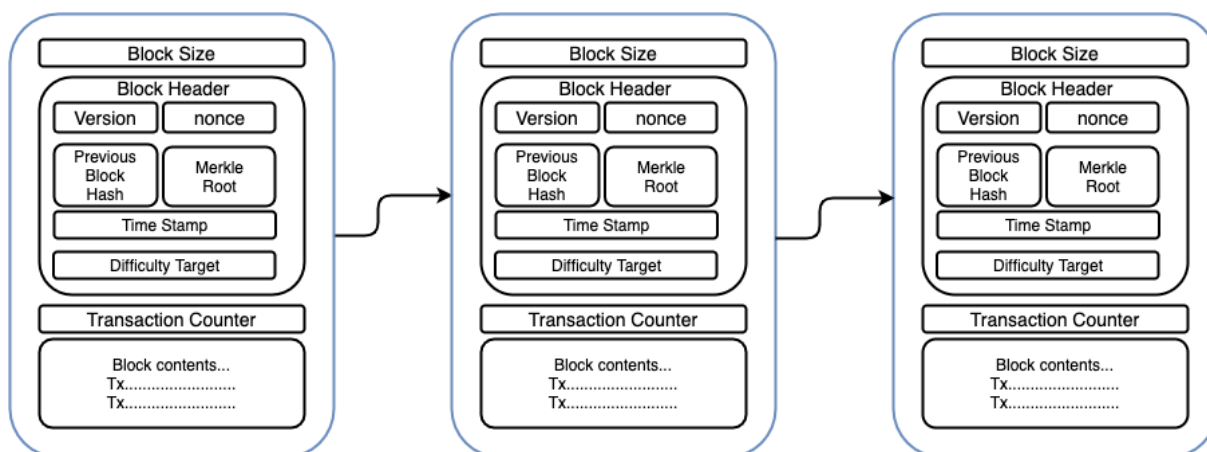 Block Size
Block Header
Version
nonce
Previous
Block
Hash
Merkle
Root
Time Stamp
Difficulty Target
Transaction Counter
Block contents...
Tx..........................
Tx..........................
Block Size
Block Header
Version
nonce
Previous
Block
Hash
Merkle
Root
Time Stamp
Difficulty Target
Transaction Counter
Block contents...
Tx..........................
Tx..........................
Block Size
Block Header
Version
nonce
Previous
Block
Hash
Merkle
Root
Time Stamp
Difficulty Target
Transaction Counter
Block contents...
Tx..........................
Tx..........................